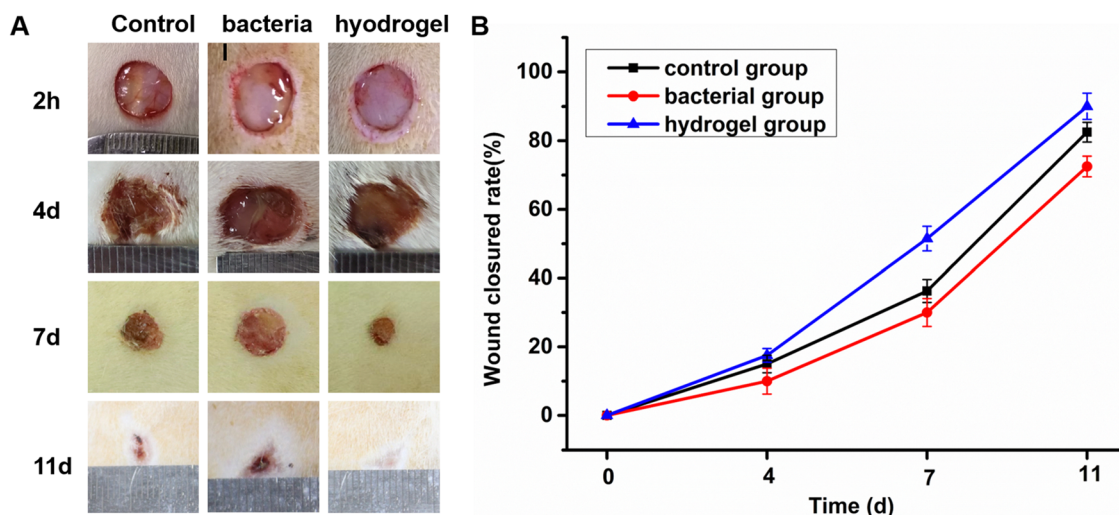 A
Control bacteria hyodrogel
2h
4d
7d
11d
B
control group
bacterial group
hydrogel group
Wound closured rate(%)
100
80
60
40
20
0
0 4 7 11
Time (d)